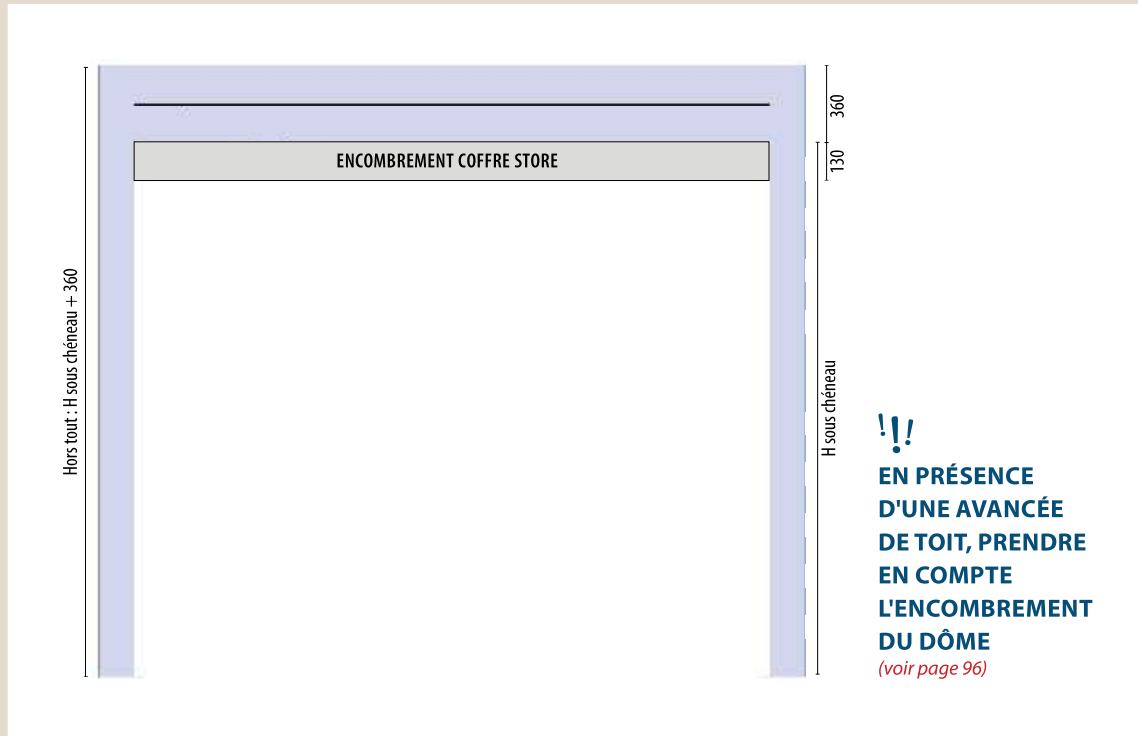 360
ENCOMBREMENT COFFRE STORE
130
Hors tout : H sous chéneau + 360
H sous chéneau
!!!
EN PRÉSENCE
D'UNE AVANCÉE
DE TOIT, PRENDRE
EN COMPTE
L'ENCOMBREMENT
DU DÔME
(voir page 96)